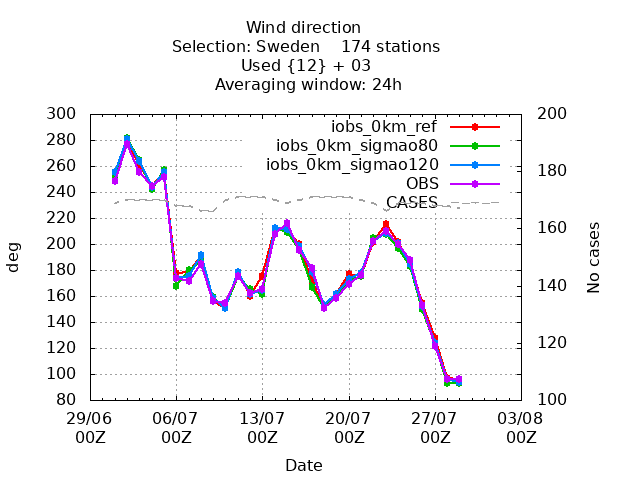 Wind direction
Selection: Sweden    174 stations
Used {12} + 03
Averaging window: 24h
300
280
260
240
220
200
180
160
140
120
100
80
deg
200
180
160
140
120
100
No cases
iobs_0km_ref
iobs_0km_sigmao80
iobs_0km_sigmao120
OBS
CASES
29/06 06/07 13/07 20/07 27/07 03/08
00Z 00Z 00Z 00Z 00Z 00Z
Date